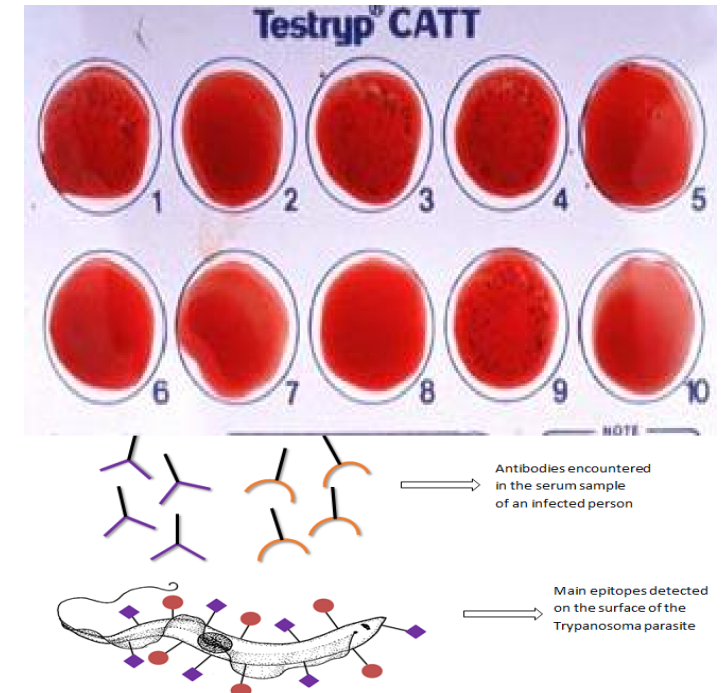 Testryp® CATT
1 2 3 4 5
6 7 8 9 10
NOTE
Antibodies encountered
in the serum sample
of an infected person
Main epitopes detected
on the surface of the
Trypanosoma parasite